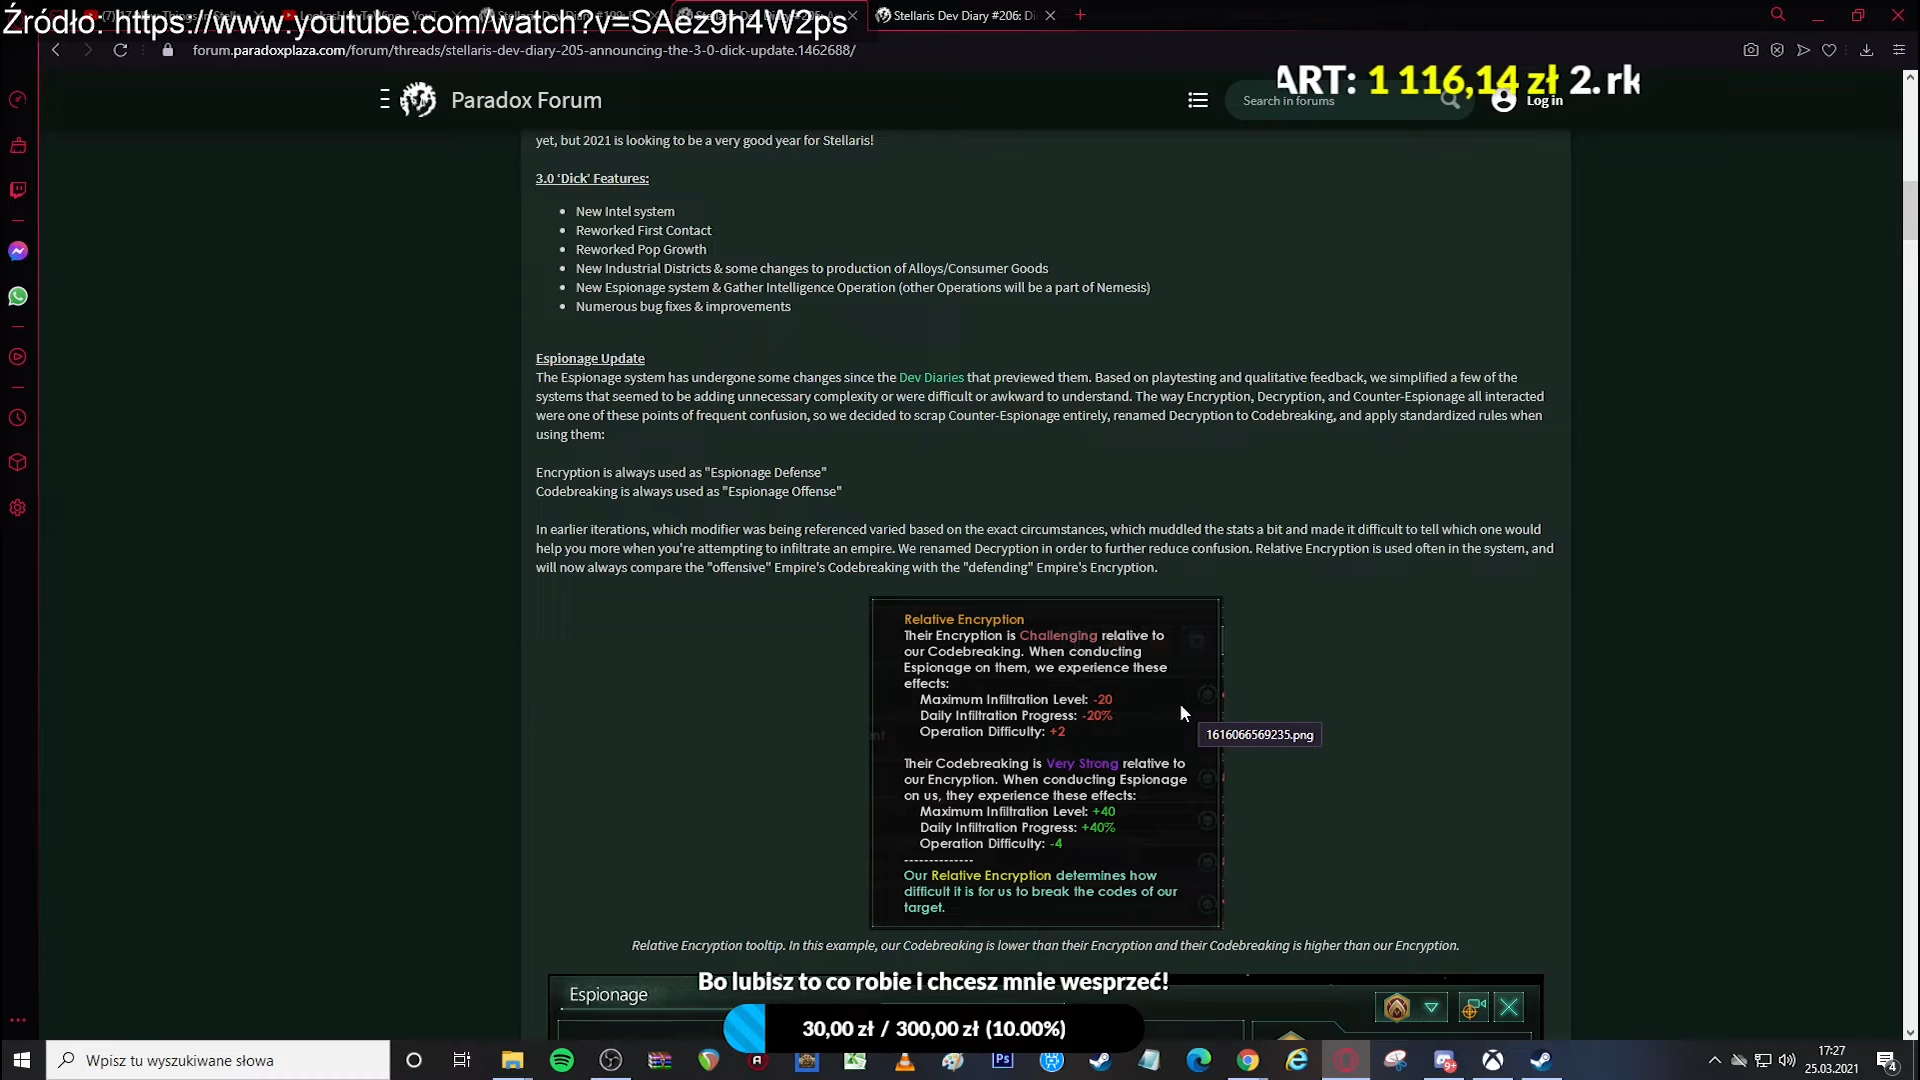 Źródło: https://www.youtube.com/watch?v=SAez9h4W2ps
Stellaris Dev Diary #206: Di
forum.paradoxplaza.com/forum/threads/stellaris-dev-diary-205-announcing-the-3-0-dick-update.1462688/
ART: 1 116,14 zł 2. rk
Paradox Forum
Search in forums
Log in
yet, but 2021 is looking to be a very good year for Stellaris!
3.0 ‘Dick’ Features:
New Intel system
Reworked First Contact
Reworked Pop Growth
New Industrial Districts & some changes to production of Alloys/Consumer Goods
New Espionage system & Gather Intelligence Operation (other Operations will be a part of Nemesis)
Numerous bug fixes & improvements
Espionage Update
The Espionage system has undergone some changes since the Dev Diaries that previewed them. Based on playtesting and qualitative feedback, we simplified a few of the
systems that seemed to be adding unnecessary complexity or were difficult or awkward to understand. The way Encryption, Decryption, and Counter-Espionage all interacted
were one of these points of frequent confusion, so we decided to scrap Counter-Espionage entirely, renamed Decryption to Codebreaking, and apply standardized rules when
using them:
Encryption is always used as "Espionage Defense"
Codebreaking is always used as "Espionage Offense"
In earlier iterations, which modifier was being referenced varied based on the exact circumstances, which muddled the stats a bit and made it difficult to tell which one would
help you more when you're attempting to infiltrate an empire. We renamed Decryption in order to further reduce confusion. Relative Encryption is used often in the system, and
will now always compare the "offensive" Empire's Codebreaking with the "defending" Empire's Encryption.
Relative Encryption
Their Encryption is Challenging relative to
our Codebreaking. When conducting
Espionage on them, we experience these
effects:
Maximum Infiltration Level: -20
Daily Infiltration Progress: -20%
Operation Difficulty: +2
1616066569235.png
Their Codebreaking is Very Strong relative to
our Encryption. When conducting Espionage
on us, they experience these effects:
Maximum Infiltration Level: +40
Daily Infiltration Progress: +40%
Operation Difficulty: -4
--------------
Our Relative Encryption determines how
difficult it is for us to break the codes of our
target.
Relative Encryption tooltip. In this example, our Codebreaking is lower than their Encryption and their Codebreaking is higher than our Encryption.
Bo lubisz to co robie i chcesz mnie wesprzeć!
Espionage
30,00 zł / 300,00 zł (10.00%)
Wpisz tu wyszukiwane słowa
17:27
25.03.2021